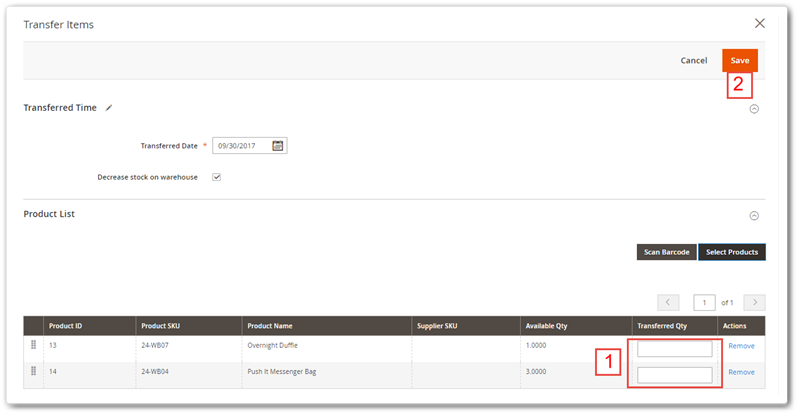 Transfer Items
Cancel Save
2
Transferred Time
Transferred Date * 09/30/2017
Decrease stock on warehouse
Product List
Scan Barcode Select Products
1 of 1
Product ID Product SKU Product Name Supplier SKU Available Qty Transferred Qty Actions
13 24-WB07 Overnight Duffle 1.0000 Remove
1
14 24-WB04 Push It Messenger Bag 3.0000 Remove